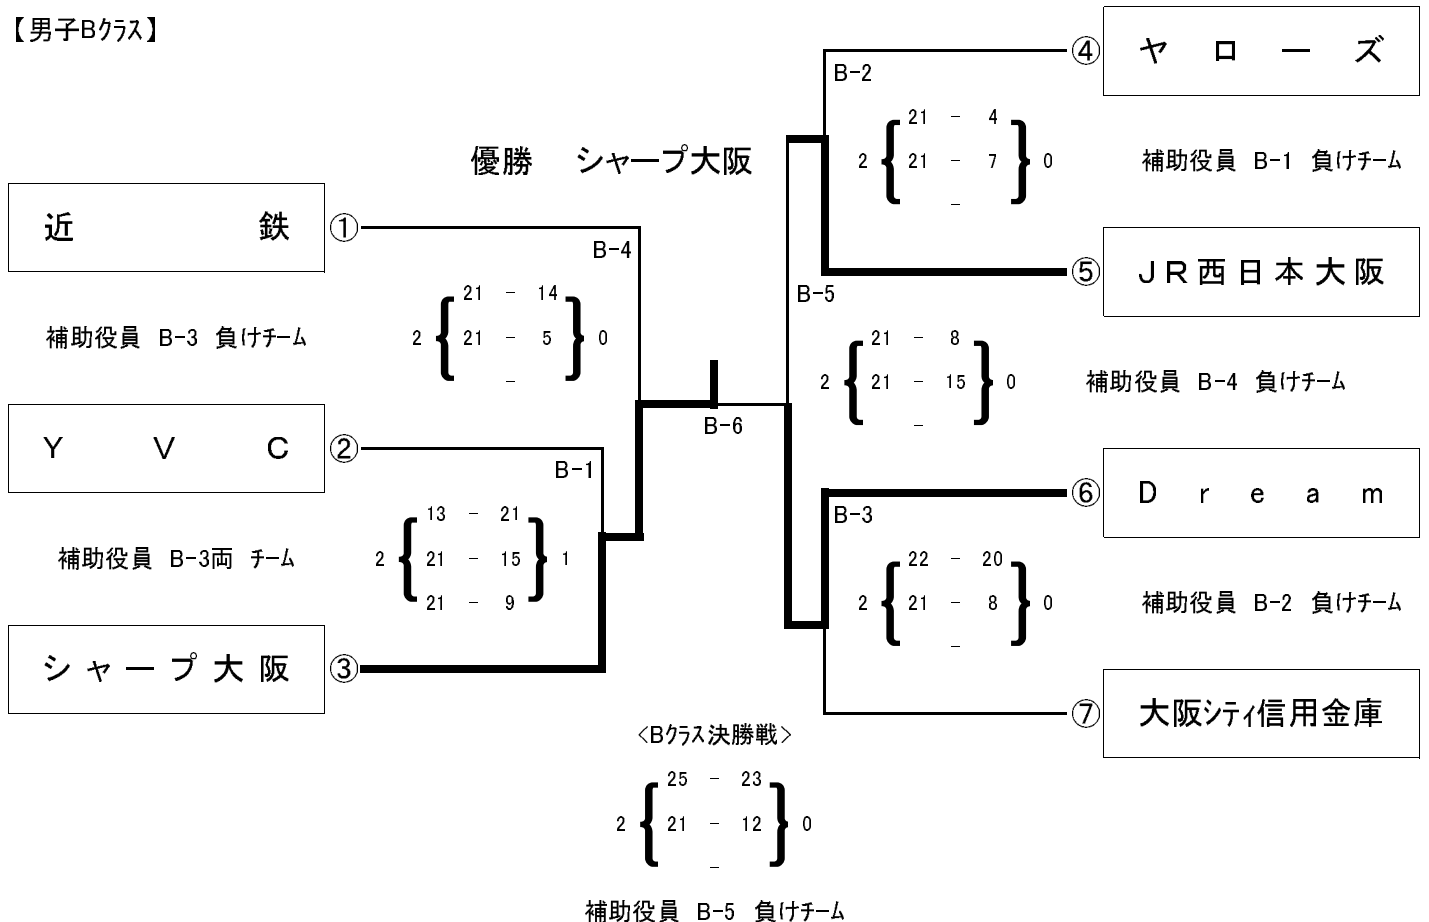 【男子Bｸﾗｽ】
優勝　シャープ大阪
近鉄
①
B-4
21 - 14
2 { 21 - 5 } 0
-
補助役員 B-3 負けﾁｰﾑ
YVC
②
B-1
13 - 21
2 { 21 - 15 } 1
21 - 9
補助役員 B-3両 ﾁｰﾑ
シャープ大阪
③
B-6
④
ヤローズ
B-2
21 - 4
2 { 21 - 7 } 0
-
補助役員 B-1 負けﾁｰﾑ
⑤
JR西日本大阪
B-5
21 - 8
2 { 21 - 15 } 0
-
補助役員 B-4 負けﾁｰﾑ
⑥
Dream
B-3
22 - 20
2 { 21 - 8 } 0
-
補助役員 B-2 負けﾁｰﾑ
⑦
大阪ｼﾃｨ信用金庫
<Bｸﾗｽ決勝戦>
25 - 23
2 { 21 - 12 } 0
-
補助役員 B-5 負けﾁｰﾑ